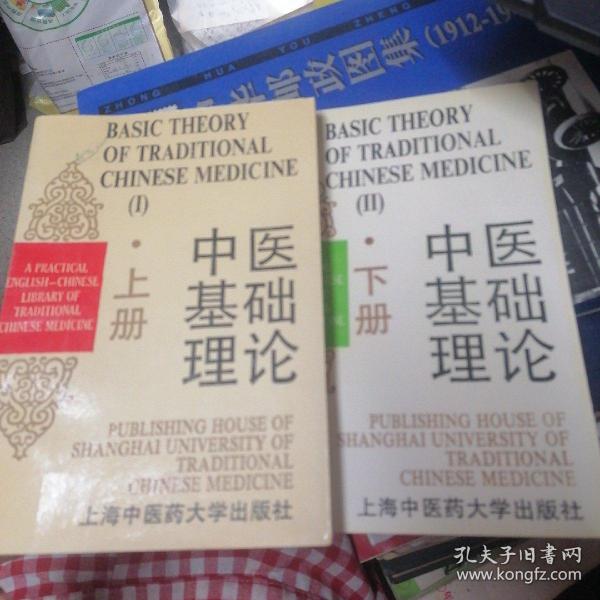 ZHONG HUA YOU ZHENG
华邮政图集(1912-19
BASIC THEORY
OF TRADITIONAL
CHINESE MEDICINE
(I)
A PRACTICAL
ENGLISH-CHINESE
LIBRARY OF
TRADITIONAL
CHINESE MEDICINE
·上册
中医
基础
理论
PUBLISHING HOUSE OF
SHANGHAI UNIVERSITY OF
TRADITIONAL
CHINESE MEDICINE
上海中医药大学出版社
BASIC THEORY
OF TRADITIONAL
CHINESE MEDICINE
(II)
·下册
中医
基础
理论
PUBLISHING HOUSE OF
SHANGHAI UNIVERSITY OF
TRADITIONAL
CHINESE MEDICINE
上海中医药大学出版社
孔夫子旧书网
www.kongfz.com